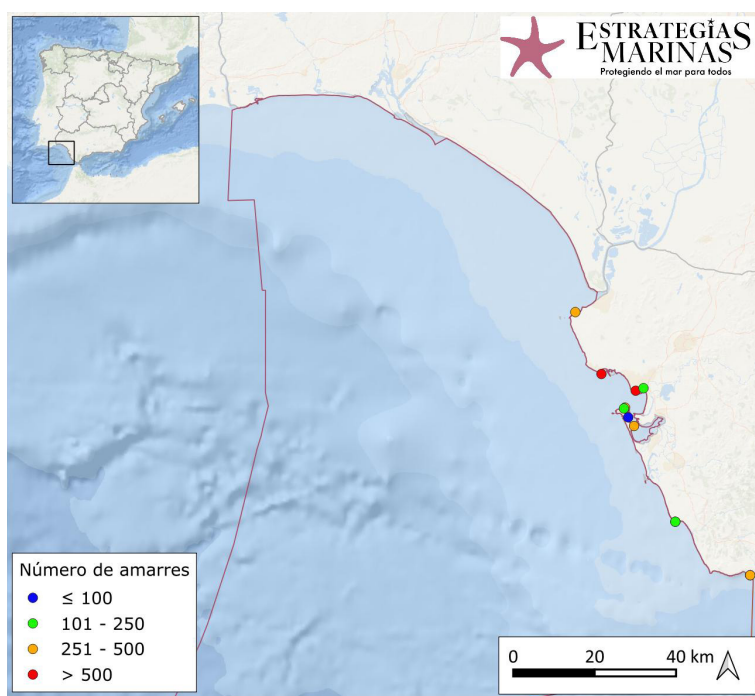 ESTRATEGIAS
MARINAS
Protegiendo el mar para todos
Número de amarres
≤ 100
101 - 250
251 - 500
> 500
0 20 40 km